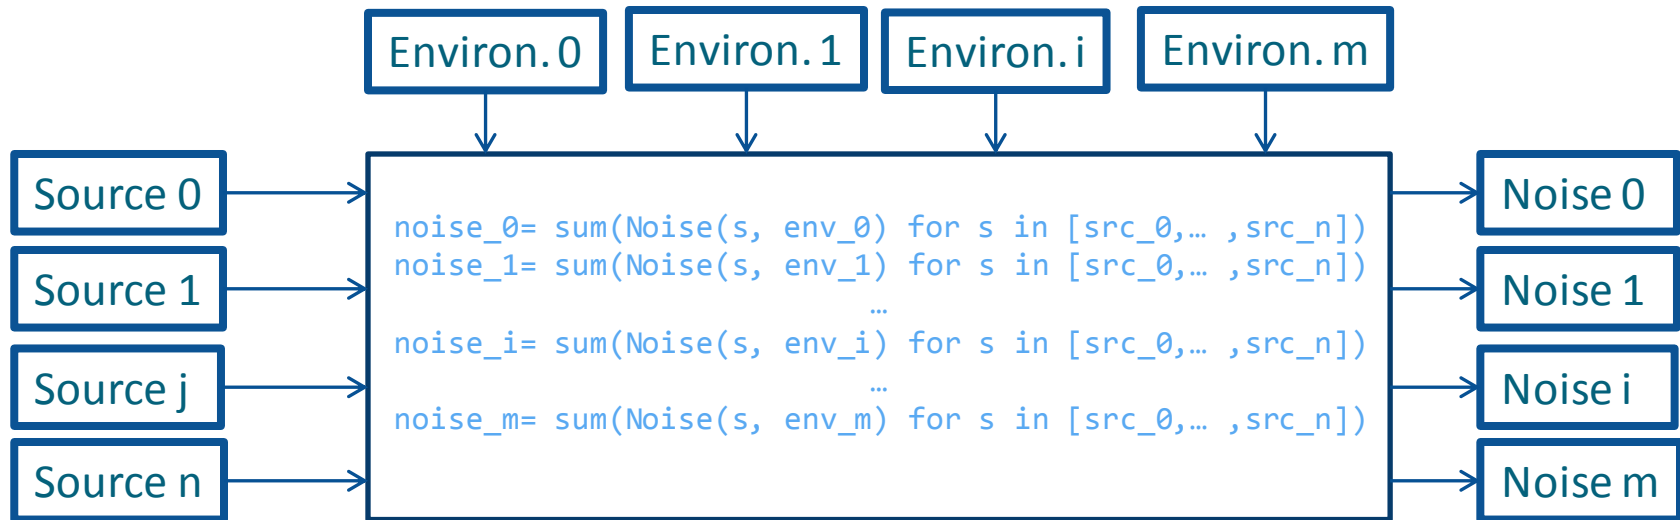 Environ. 0
Environ. 1
Environ. i
Environ. m
Source 0
Source 1
Source j
Source n
noise_0= sum(Noise(s, env_0) for s in [src_0,… ,src_n])
noise_1= sum(Noise(s, env_1) for s in [src_0,… ,src_n])
…
noise_i= sum(Noise(s, env_i) for s in [src_0,… ,src_n])
…
noise_m= sum(Noise(s, env_m) for s in [src_0,… ,src_n])
Noise 0
Noise 1
Noise i
Noise m